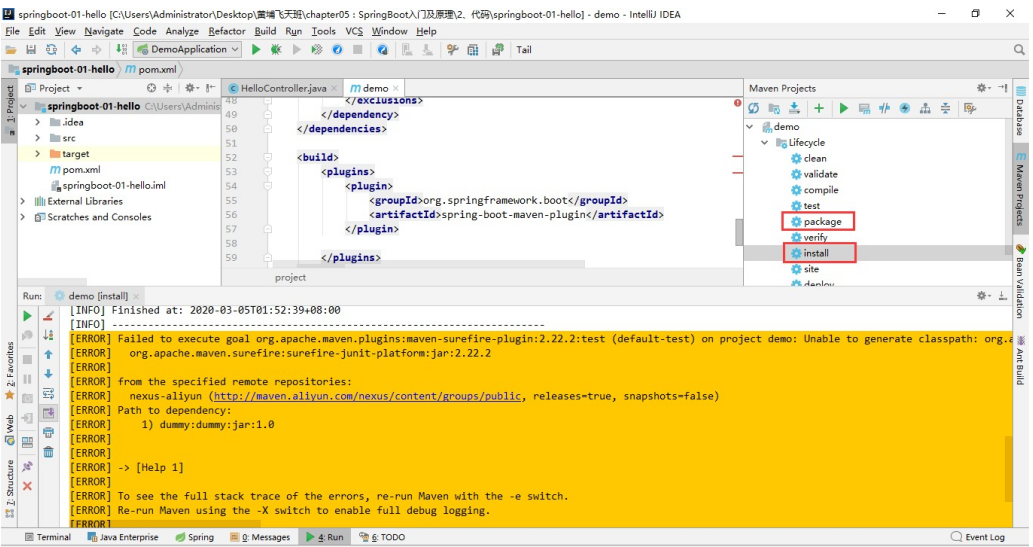 springboot-01-hello [C:\Users\Administrator\Desktop\黄埔飞天班\chapter05 : SpringBoot入门及原理\2、代码\springboot-01-hello] - demo - IntelliJ IDEA
File Edit View Navigate Code Analyze Refactor Build Run Tools VCS Window Help
DemoApplication Tail
springboot-01-hello pom.xml
Project HelloController.java demo Maven Projects
springboot-01-hello C:\Users\Adminis
.idea
src
target
pom.xml
springboot-01-hello.iml
External Libraries
Scratches and Consoles
48 </exclusions>
49 </dependency>
50 </dependencies>
51
52 <build>
53 <plugins>
54 <plugin>
55 <groupId>org.springframework.boot</groupId>
56 <artifactId>spring-boot-maven-plugin</artifactId>
57 </plugin>
58
59 </plugins>
project
demo
Lifecycle
clean
validate
compile
test
package
verify
install
site
deploy
1: Project
2: Favorites
Web
7: Structure
Database
Maven Projects
Bean Validation
Ant Build
Run: demo [install]
[INFO] Finished at: 2020-03-05T01:52:39+08:00
[INFO] ------------------------------------------------------------------------
[ERROR] Failed to execute goal org.apache.maven.plugins:maven-surefire-plugin:2.22.2:test (default-test) on project demo: Unable to generate classpath: org.a
[ERROR] org.apache.maven.surefire:surefire-junit-platform:jar:2.22.2
[ERROR]
[ERROR] from the specified remote repositories:
[ERROR] nexus-aliyun (http://maven.aliyun.com/nexus/content/groups/public, releases=true, snapshots=false)
[ERROR] Path to dependency:
[ERROR] 1) dummy:dummy:jar:1.0
[ERROR]
[ERROR]
[ERROR] -> [Help 1]
[ERROR]
[ERROR] To see the full stack trace of the errors, re-run Maven with the -e switch.
[ERROR] Re-run Maven using the -X switch to enable full debug logging.
[ERROR]
Terminal Java Enterprise Spring 0: Messages 4: Run 6: TODO Event Log